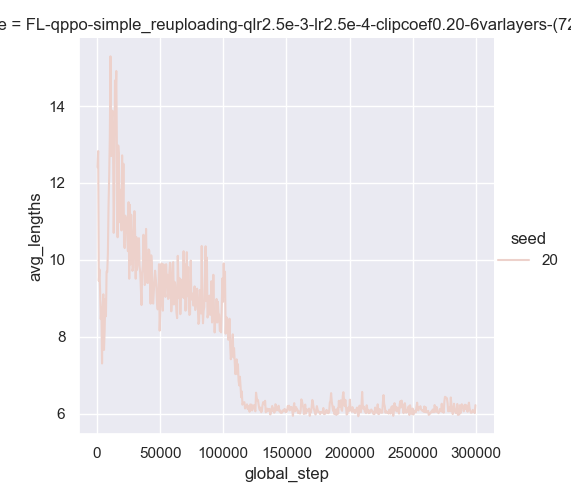 e = FL-qppo-simple_reuploading-qlr2.5e-3-lr2.5e-4-clipcoef0.20-6varlayers-(72
14
12
10
8
6
avg_lengths
0 50000 100000 150000 200000 250000 300000
global_step
seed
20